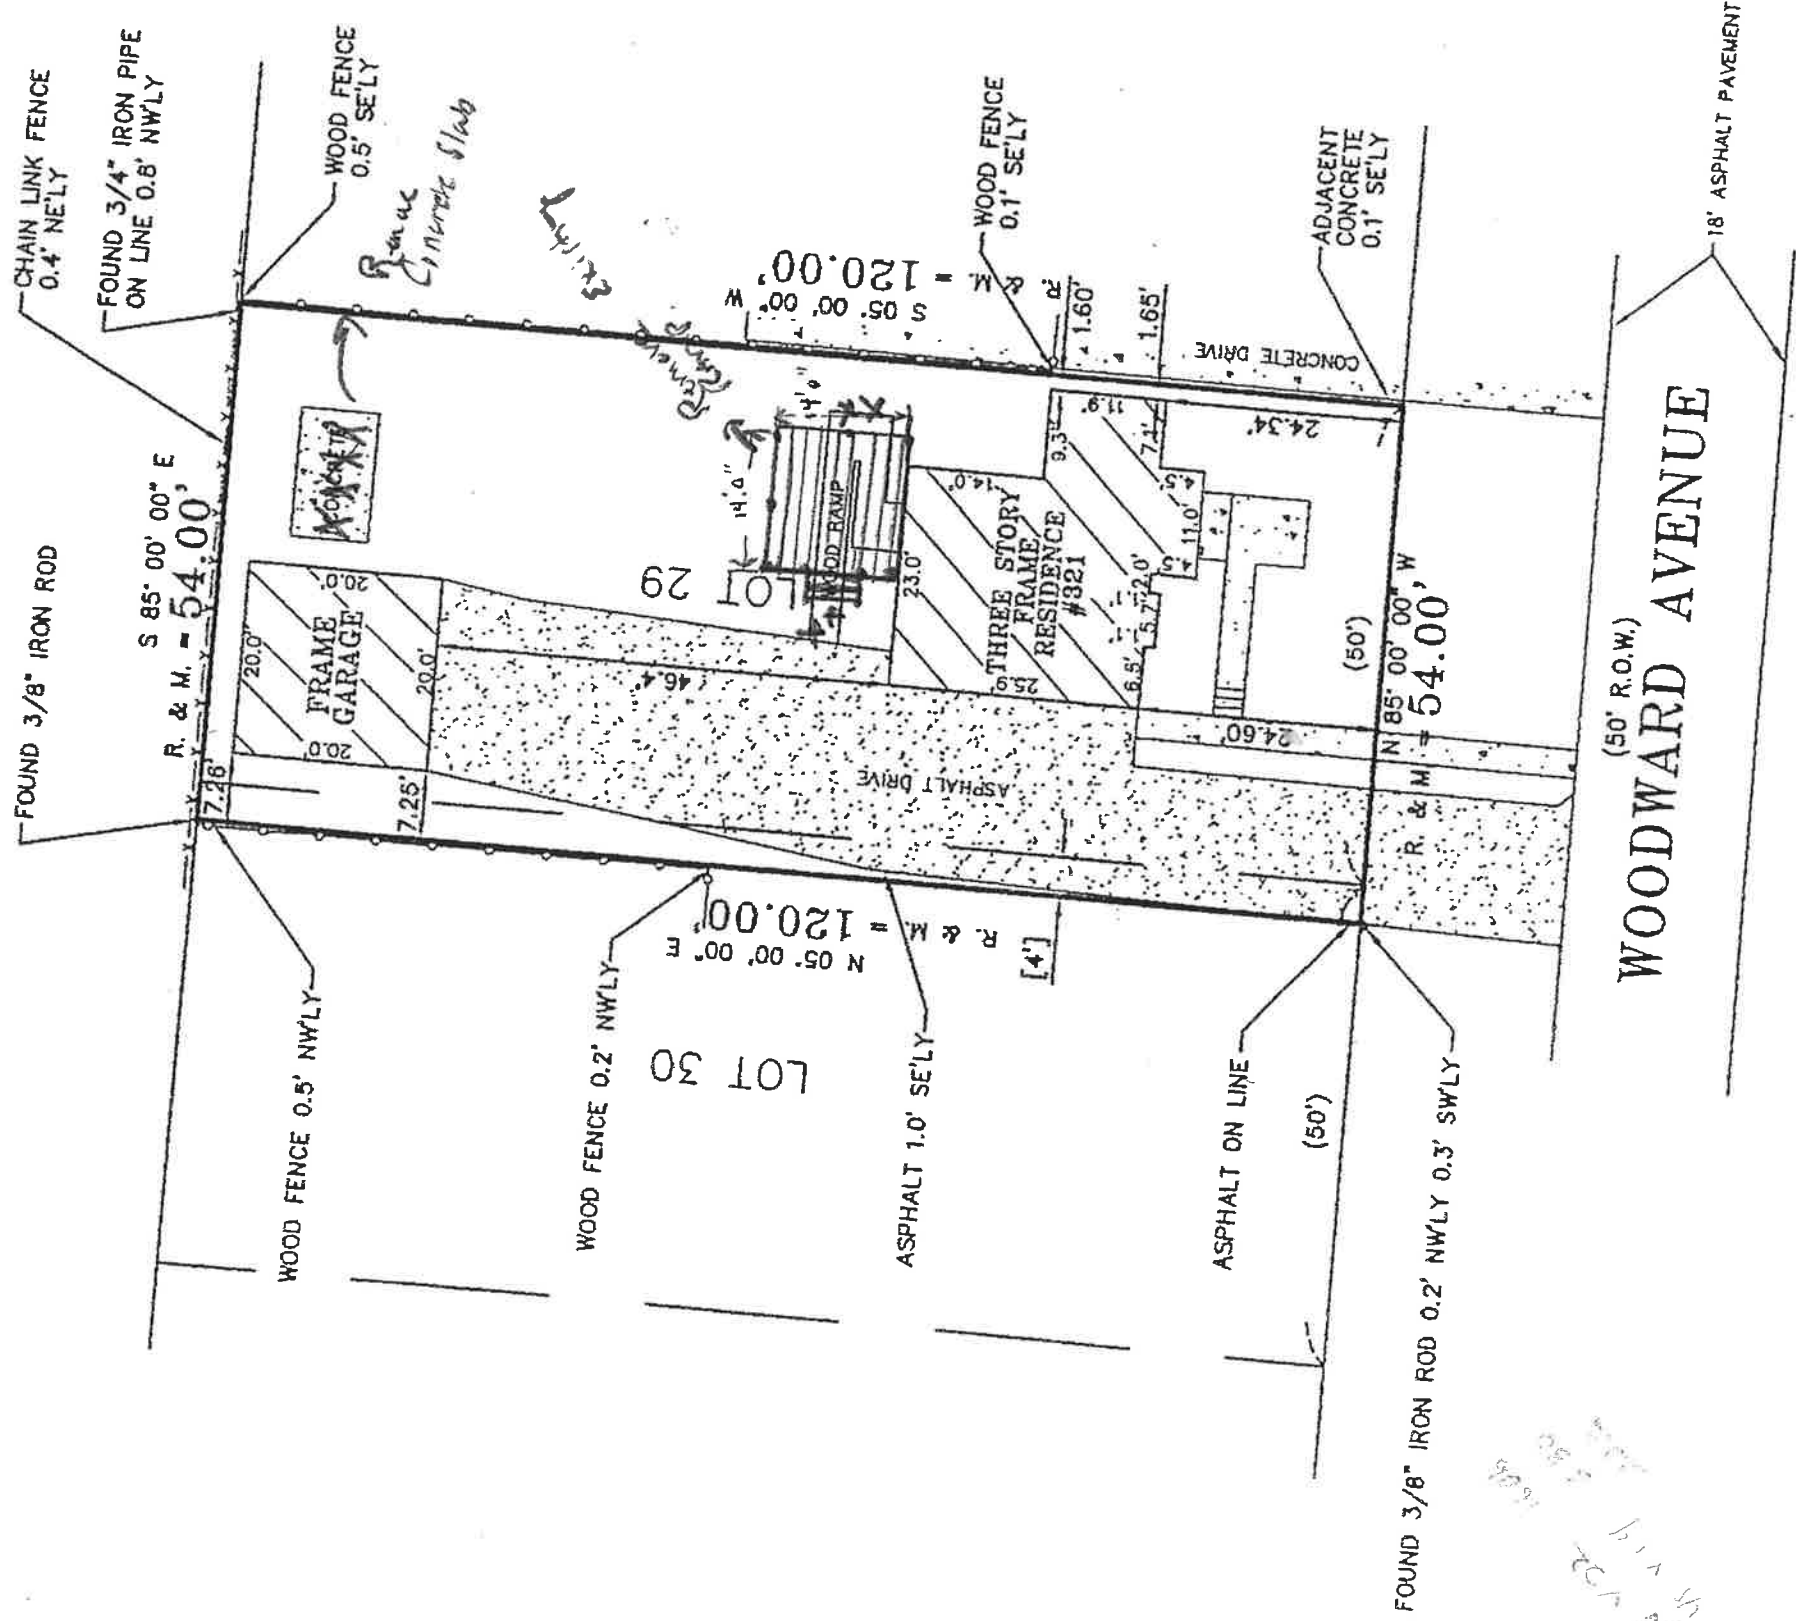 CHAIN LINK FENCE
0.4' NE'LY
FOUND 3/4" IRON PIPE
ON LINE 0.8' NW'LY
WOOD FENCE
0.5' SE'LY
FOUND 3/8" IRON ROD
S 85° 00' 00" E
R. & M. = 54.00'
Concrete Slab
Existing
Remove
Ramp
CONCRETE
7.26'
20.0'
20.0'
20.0'
20.0'
FRAME
GARAGE
7.25'
S 05° 00' 00" W
R. & M. = 120.00'
WOOD FENCE
0.1' SE'LY
1.60'
1.65'
CONCRETE DRIVE
ADJACENT
CONCRETE
0.1' SE'LY
14'0"
14'0"
WOOD RAMP
LOT 29
23.0'
14.0'
9.3'
11.9'
7.1'
24.34'
THREE STORY
FRAME
RESIDENCE
#321
4.5'
11.0'
4.5'
2.0'
5.7'
6.5'
25.9'
46.4'
ASPHALT DRIVE
24.60'
(50')
N 85° 00' 00" W
R. & M. = 54.00'
N 05° 00' 00" E
R. & M. = 120.00'
[4']
WOOD FENCE 0.5' NW'LY
WOOD FENCE 0.2' NW'LY
LOT 30
ASPHALT 1.0' SE'LY
ASPHALT ON LINE
(50')
FOUND 3/8" IRON ROD 0.2' NW'LY 0.3' SW'LY
(50' R.O.W.)
WOODWARD AVENUE
18' ASPHALT PAVEMENT